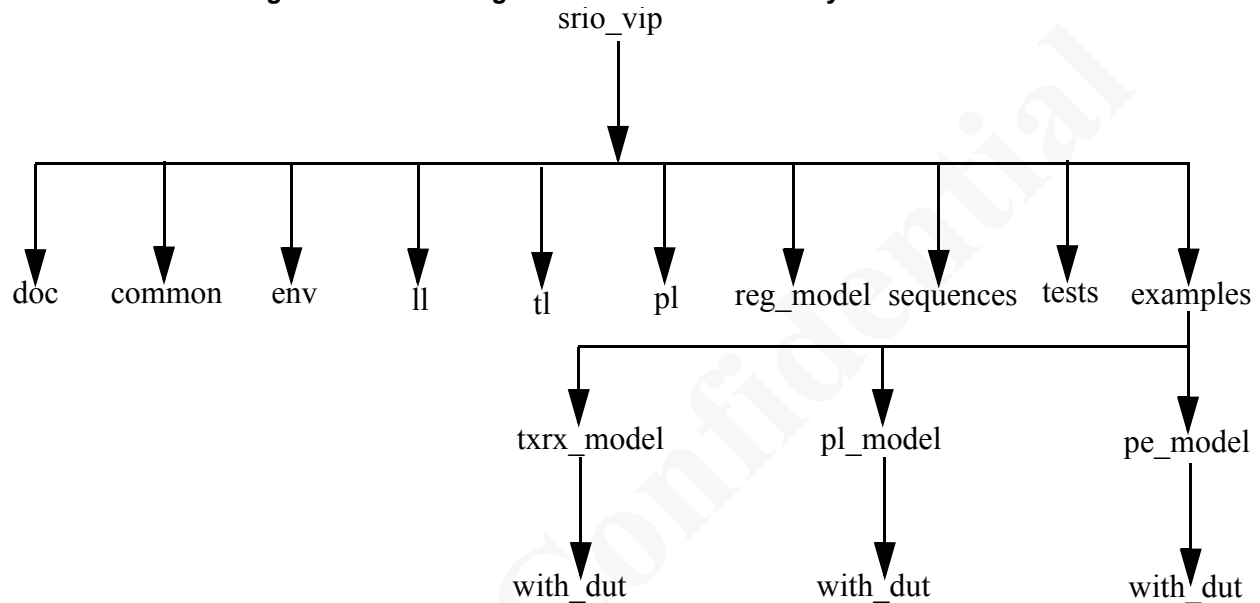 srio_vip
doc common env ll tl pl reg_model sequences tests examples
txrx_model pl_model pe_model
with_dut with_dut with_dut
Confidential